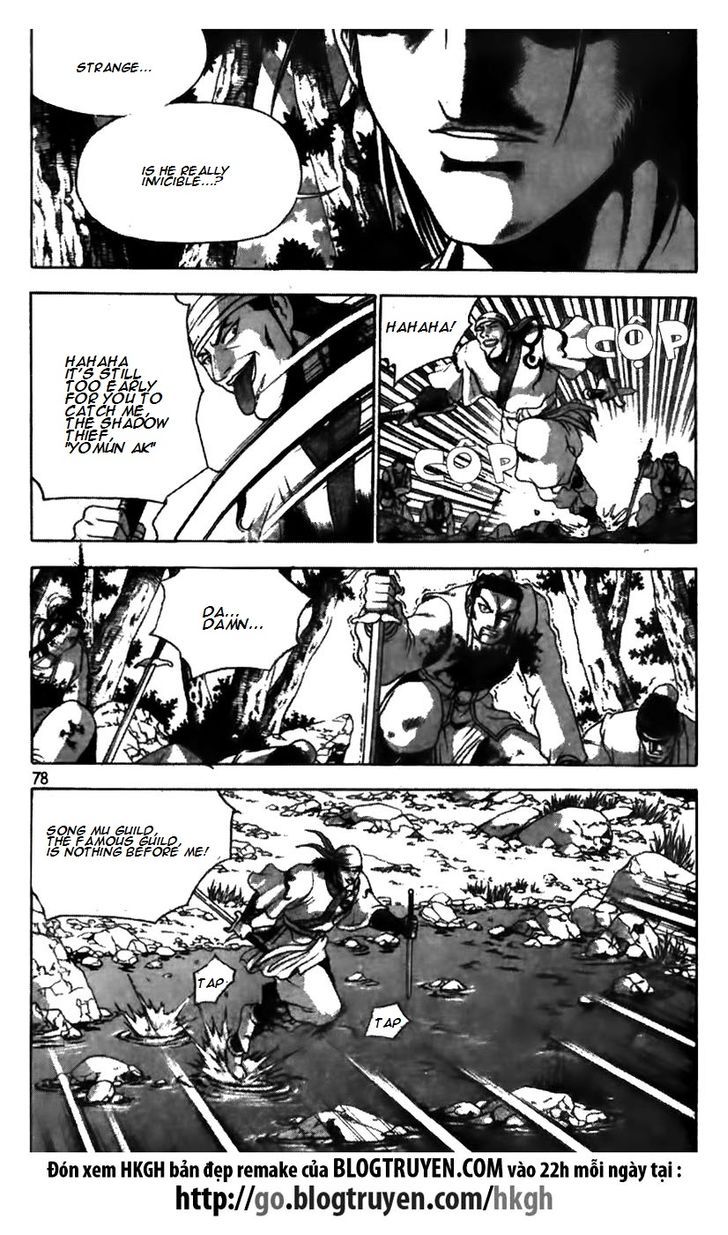 STRANGE...
IS HE REALLY
INVICIBLE...?
HAHAHA
IT'S STILL
TOO EARLY
FOR YOU TO
CATCH ME,
THE SHADOW
THIEF,
"YOMUN AK"
HAHAHA!
CỘP
CỘP
DA...
DAMN...
78
SONG MU GUILD,
THE FAMOUS GUILD,
IS NOTHING BEFORE ME!
TAP
TAP
Đón xem HKGH bản đẹp remake của BLOGTRUYEN.COM vào 22h mỗi ngày tại :
http://go.blogtruyen.com/hkgh